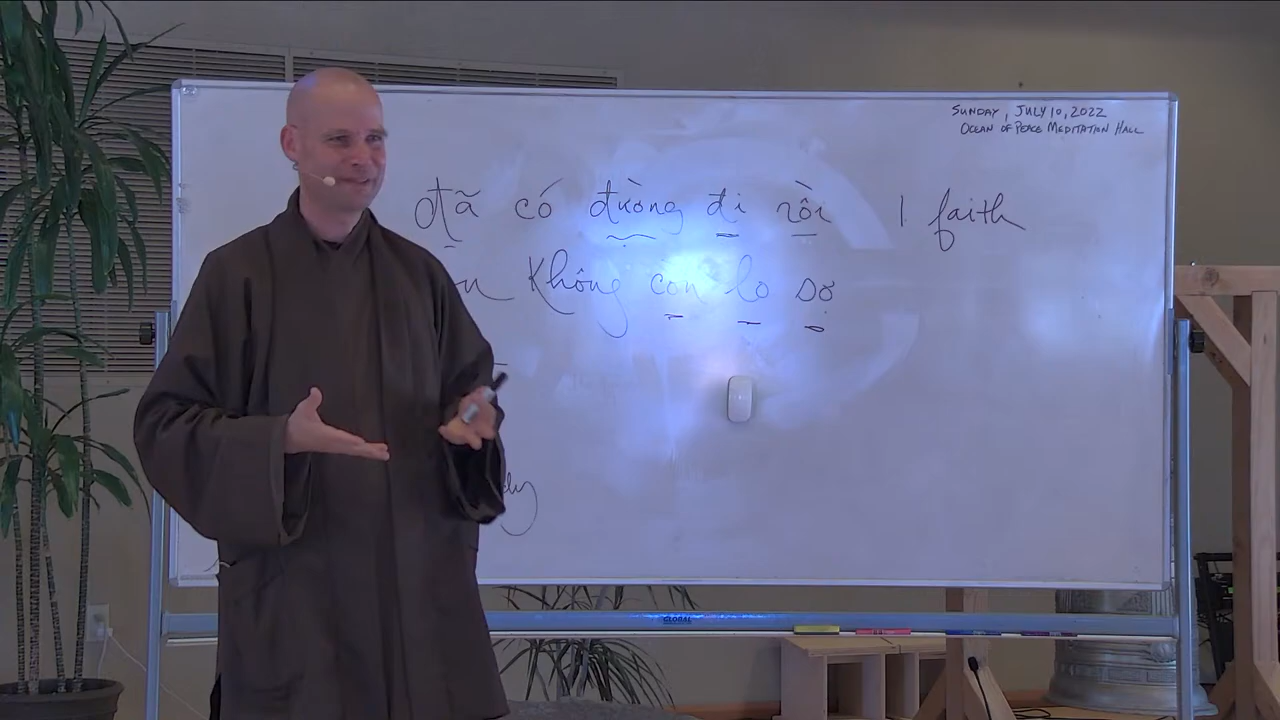 SUNDAY, JULY 10, 2022
OCEAN OF PEACE MEDITATION HALL
đã có đường đi rồi 1 faith
Không còn lo sợ
GLOBAL